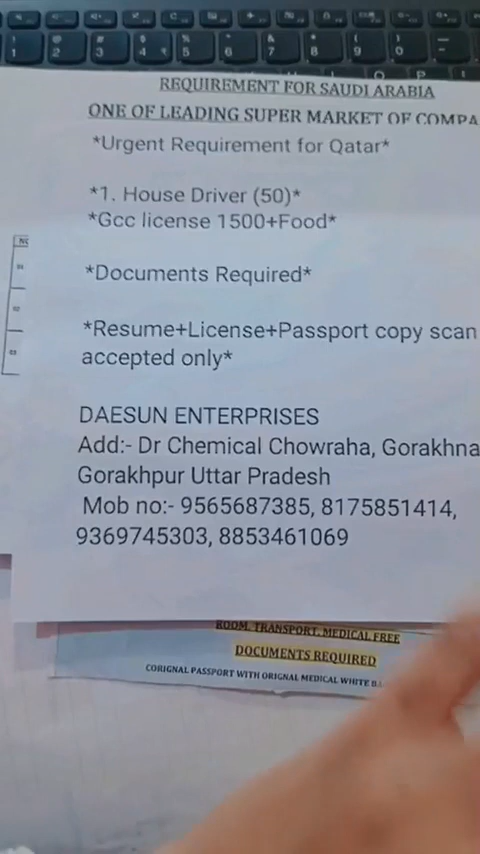 REQUIREMENT FOR SAUDI ARABIA
ONE OF LEADING SUPER MARKET OF COMPA
*Urgent Requirement for Qatar*
*1. House Driver (50)*
*Gcc license 1500+Food*
*Documents Required*
*Resume+License+Passport copy scan
accepted only*
DAESUN ENTERPRISES
Add:- Dr Chemical Chowraha, Gorakhna
Gorakhpur Uttar Pradesh
Mob no:- 9565687385, 8175851414,
9369745303, 8853461069
ROOM, TRANSPORT, MEDICAL FREE
DOCUMENTS REQUIRED
CORIGNAL PASSPORT WITH ORIGNAL MEDICAL WHITE